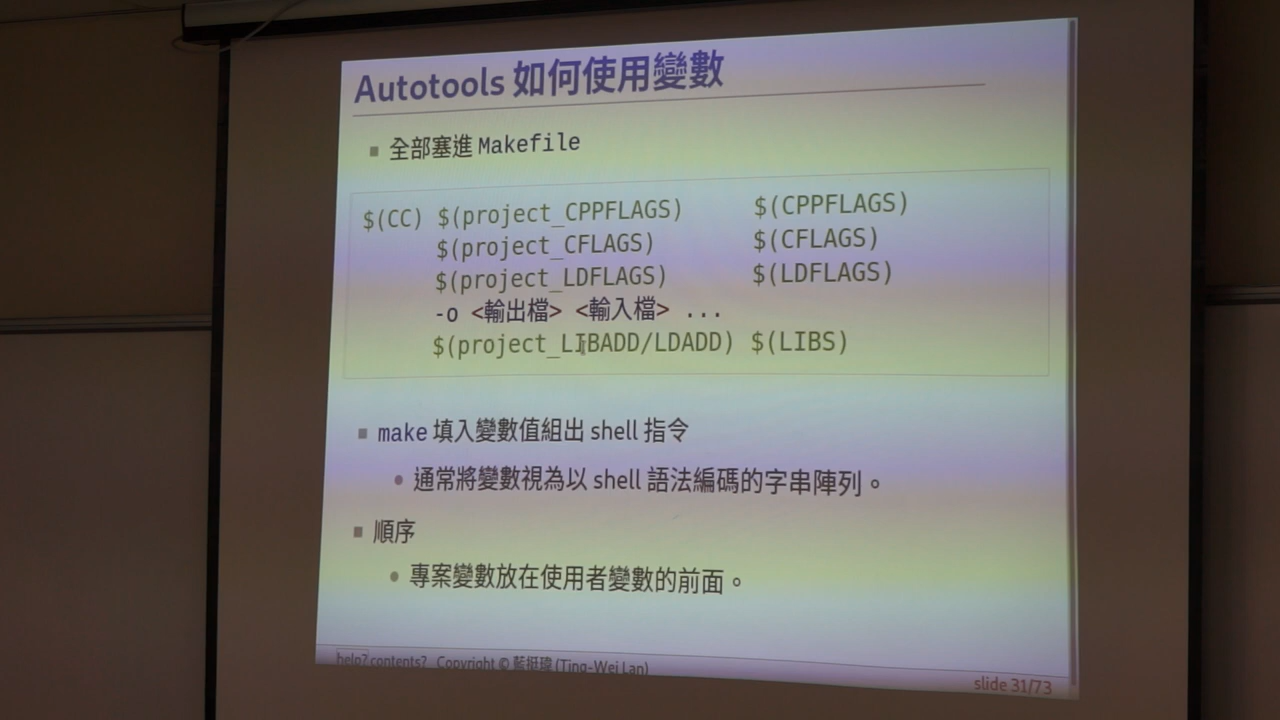 Autotools 如何使用變數
全部塞進 Makefile
$(CC) $(project_CPPFLAGS) $(CPPFLAGS)
$(project_CFLAGS) $(CFLAGS)
$(project_LDFLAGS) $(LDFLAGS)
-o <輸出檔> <輸入檔> ...
$(project_LIBADD/LDADD) $(LIBS)
make 填入變數值組出 shell 指令
通常將變數視為以 shell 語法編碼的字串陣列。
順序
專案變數放在使用者變數的前面。
help? contents? Copyright © 藍挺瑋 (Ting-Wei Lan)
slide 31/73